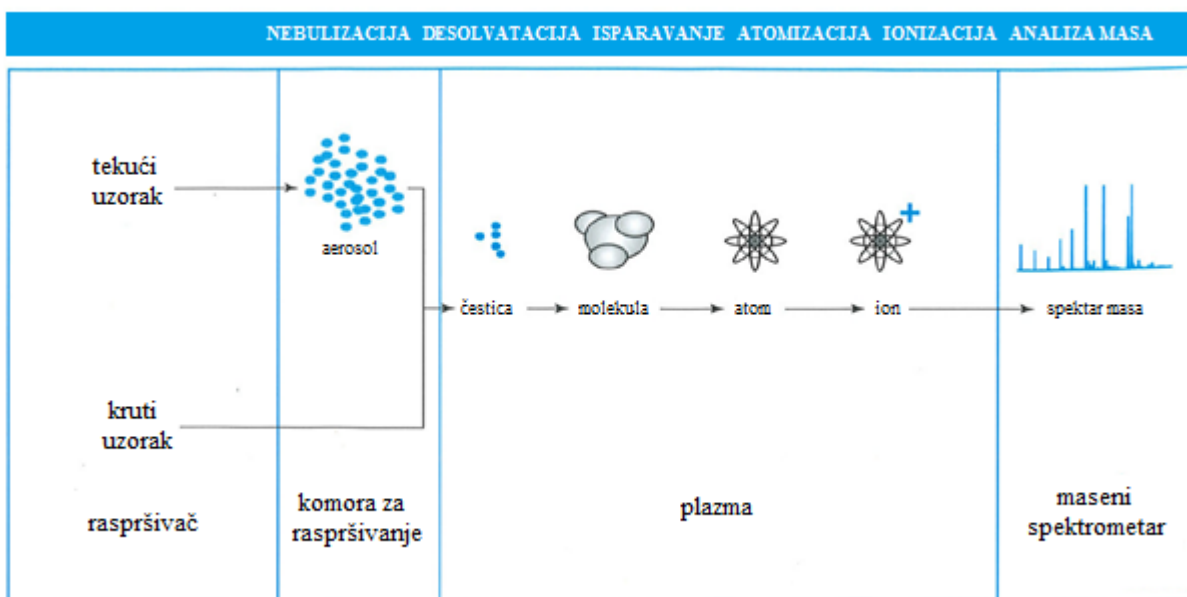 NEBULIZACIJA DESOLVATACIJA ISPARAVANJE ATOMIZACIJA IONIZACIJA ANALIZA MASA
tekući
uzorak
aerosol
čestica
molekula
atom
ion
spektar masa
kruti
uzorak
raspršivač
komora za
raspršivanje
plazma
maseni
spektrometar